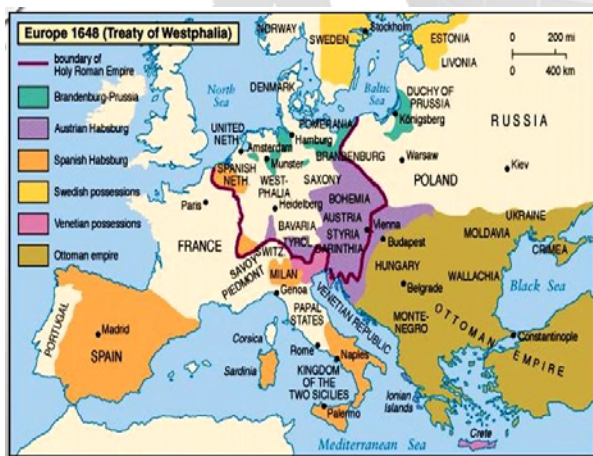 Europe 1648 (Treaty of Westphalia)
boundary of
Holy Roman Empire
Brandenburg-Prussia
Austrian Habsburg
Spanish Habsburg
Swedish possessions
Venetian possessions
Ottoman empire
0 200 mi
0 400 km
NORWAY
SWEDEN
Stockholm
ESTONIA
LIVONIA
North
Sea
DENMARK
Baltic
Sea
DUCHY OF
PRUSSIA
Königsberg
RUSSIA
UNITED
NETH.
Amsterdam
POMERANIA
Hamburg
Munster
BRANDENBURG
Warsaw
Kiev
SPANISH
NETH.
WEST-
PHALIA
SAXONY
POLAND
Paris
Heidelberg
BOHEMIA
FRANCE
BAVARIA
AUSTRIA
Vienna
STYRIA
TYROL
CARINTHIA
Budapest
UKRAINE
MOLDAVIA
CRIMEA
SWITZ.
SAVOY
PIEDMONT
MILAN
Genoa
HUNGARY
WALLACHIA
Black Sea
Belgrade
VENETIAN REPUBLIC
MONTE-
NEGRO
OTTOMAN
EMPIRE
Constantinople
PAPAL
STATES
PORTUGAL
Madrid
SPAIN
Corsica
Sardinia
Rome
Naples
KINGDOM
OF THE
TWO SICILIES
Palermo
Ionian
Islands
Crete
Mediterranean Sea